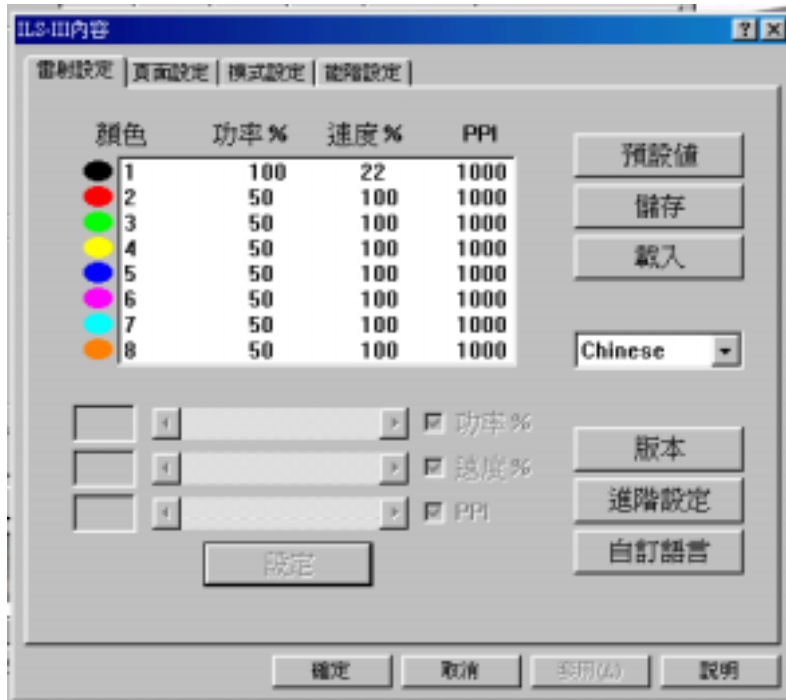 ILS-III內容
雷射設定 頁面設定 模式設定 能階設定
顏色 功率% 速度% PPI
1 100 22 1000
2 50 100 1000
3 50 100 1000
4 50 100 1000
5 50 100 1000
6 50 100 1000
7 50 100 1000
8 50 100 1000
預設值
儲存
載入
Chinese
功率%
速度%
PPI
設定
版本
進階設定
自訂語言
確定 取消 套用(A) 說明